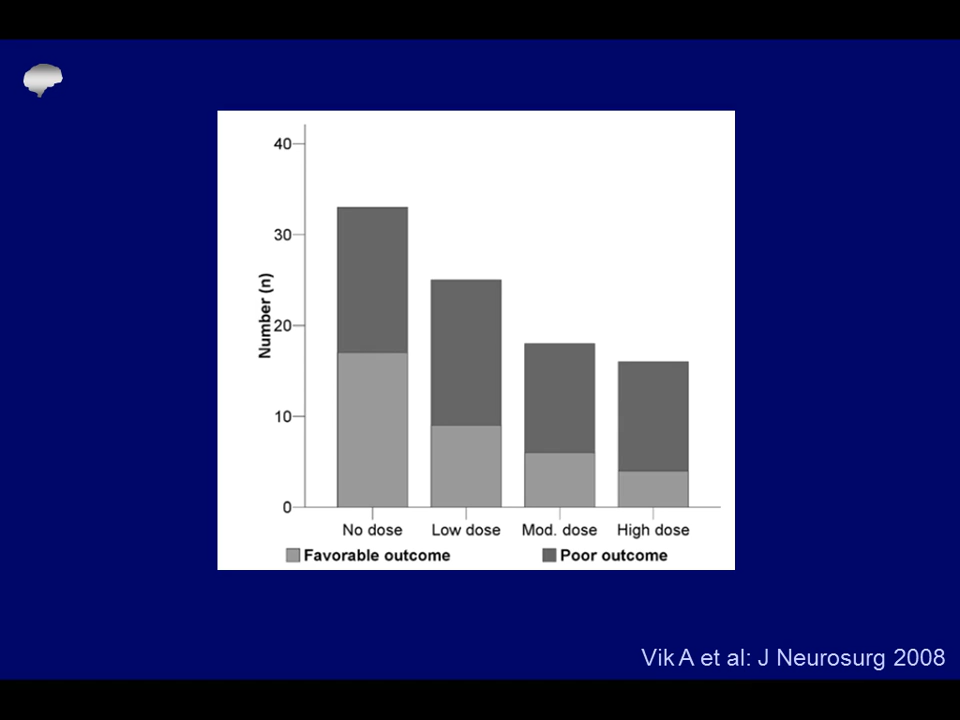 40
30
20
10
0
Number (n)
No dose Low dose Mod. dose High dose
Favorable outcome Poor outcome
Vik A et al: J Neurosurg 2008